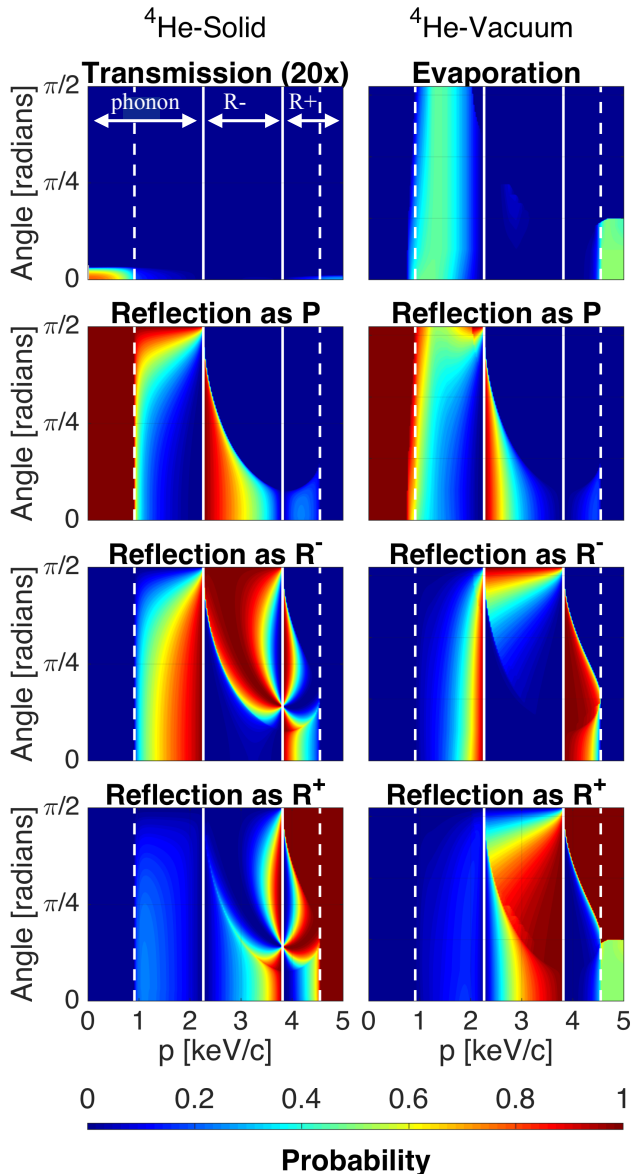 ⁴He-Solid ⁴He-Vacuum
Transmission (20x) Evaporation
phonon R- R+
Angle [radians]
π/2
π/4
0
Reflection as P Reflection as P
Angle [radians]
π/2
π/4
0
Reflection as R⁻ Reflection as R⁻
Angle [radians]
π/2
π/4
0
Reflection as R⁺ Reflection as R⁺
Angle [radians]
π/2
π/4
0
0 1 2 3 4 5 0 1 2 3 4 5
p [keV/c] p [keV/c]
0 0.2 0.4 0.6 0.8 1
Probability